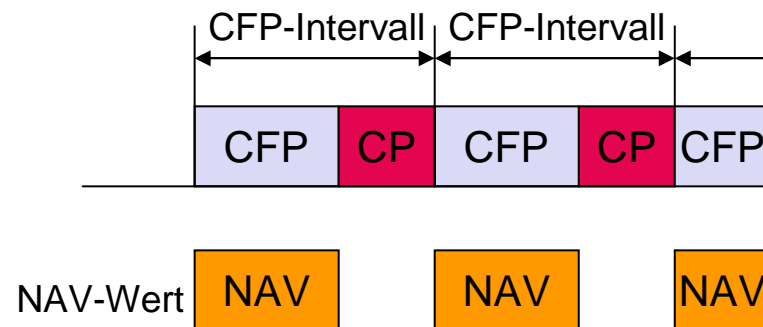 CFP-Intervall CFP-Intervall
CFP CP CFP CP CFP
NAV-Wert NAV NAV NAV